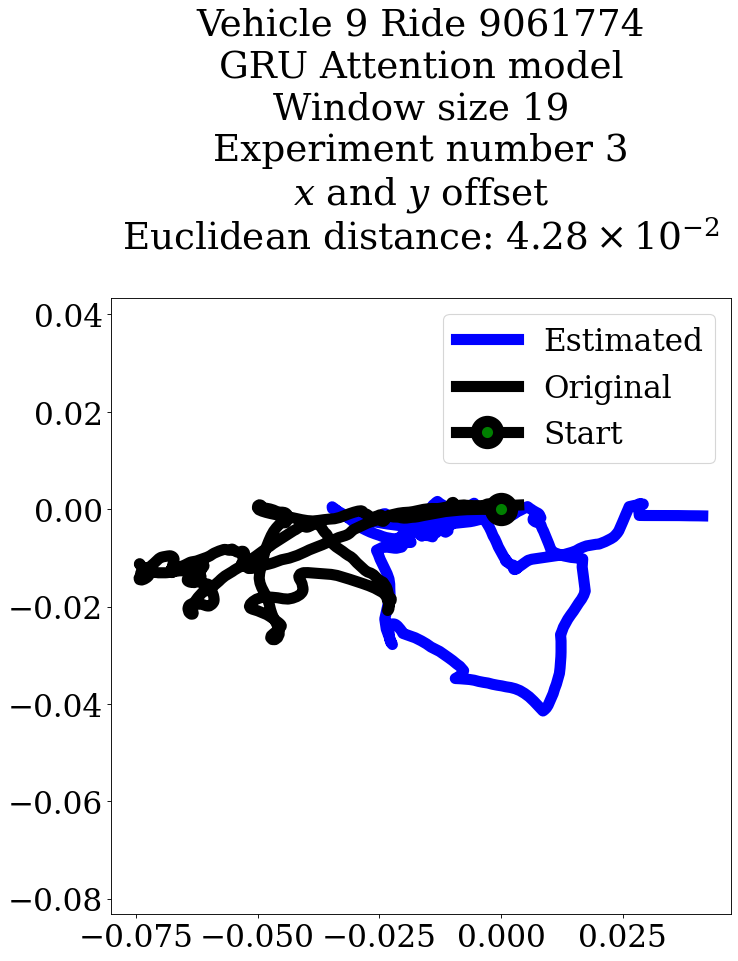 Vehicle 9 Ride 9061774
GRU Attention model
Window size 19
Experiment number 3
x and y offset
Euclidean distance: 4.28 × 10⁻²
Estimated
Original
Start
0.04
0.02
0.00
−0.02
−0.04
−0.06
−0.08
−0.075 −0.050 −0.025 0.000 0.025